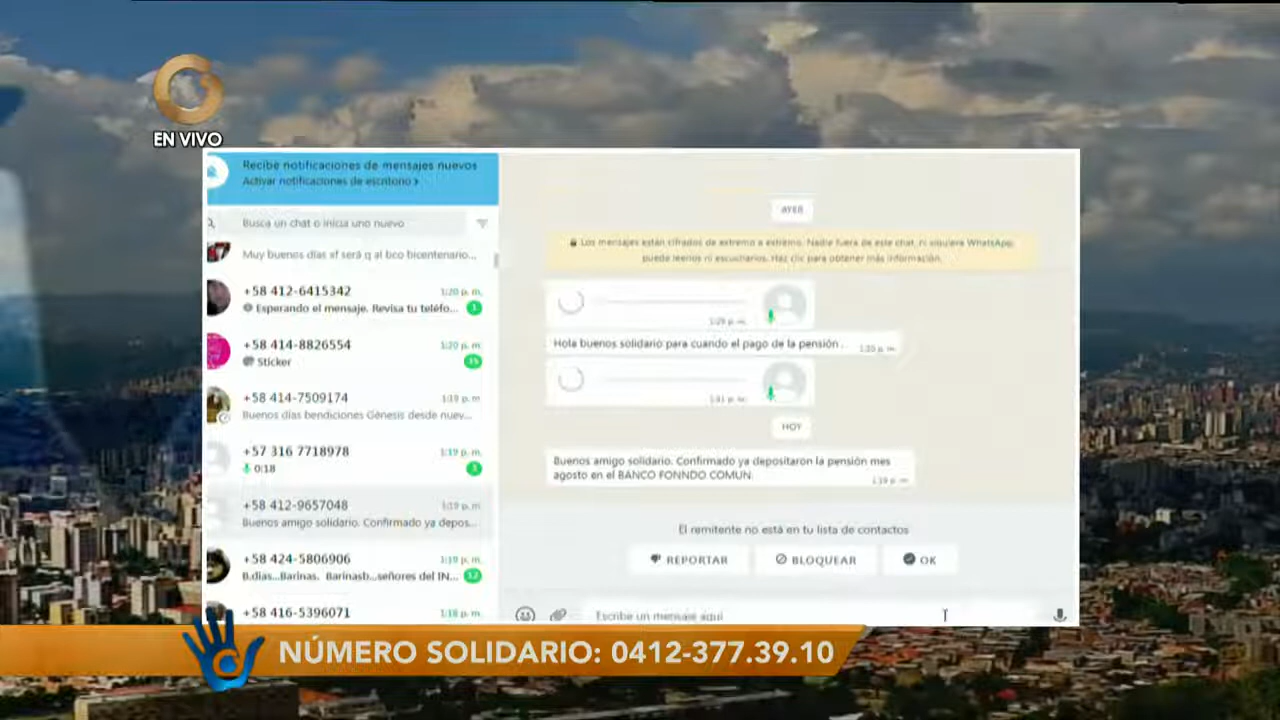 EN VIVO
Recibe notificaciones de mensajes nuevos
Activar notificaciones de escritorio >
Busca un chat o inicia uno nuevo
Muy buenos días xf será q al bco bicentenario...
+58 412-6415342
1:20 p. m.
Esperando el mensaje. Revisa tu teléfo...
1
+58 414-8826554
1:20 p. m.
Sticker
+58 414-7509174
1:19 p. m
Buenos días bendiciones Génesis desde nuev...
+57 316 7718978
1:19 p. m.
0:18
+58 412-9657048
1:19 p. m
Buenos amigo solidario. Confirmado ya depos...
+58 424-5806906
1:19 p. m.
B.dias...Barinas. Barinasb...señores del IN...
12
+58 416-5396071
1:18 p. m.
AYER
Los mensajes están cifrados de extremo a extremo. Nadie fuera de este chat, ni siquiera WhatsApp,
puede leerlos ni escucharlos. Haz clic para obtener más información.
1:29 p. m.
Hola buenos solidario para cuando el pago de la pensión .
1:30 p. m.
1:31 p. m.
HOY
Buenos amigo solidario. Confirmado ya depositaron la pensión mes
agosto en el BANCO FONNDO COMUN.
1:19 p. m.
El remitente no está en tu lista de contactos
REPORTAR
BLOQUEAR
OK
Escribe un mensaje aquí
NÚMERO SOLIDARIO: 0412-377.39.10